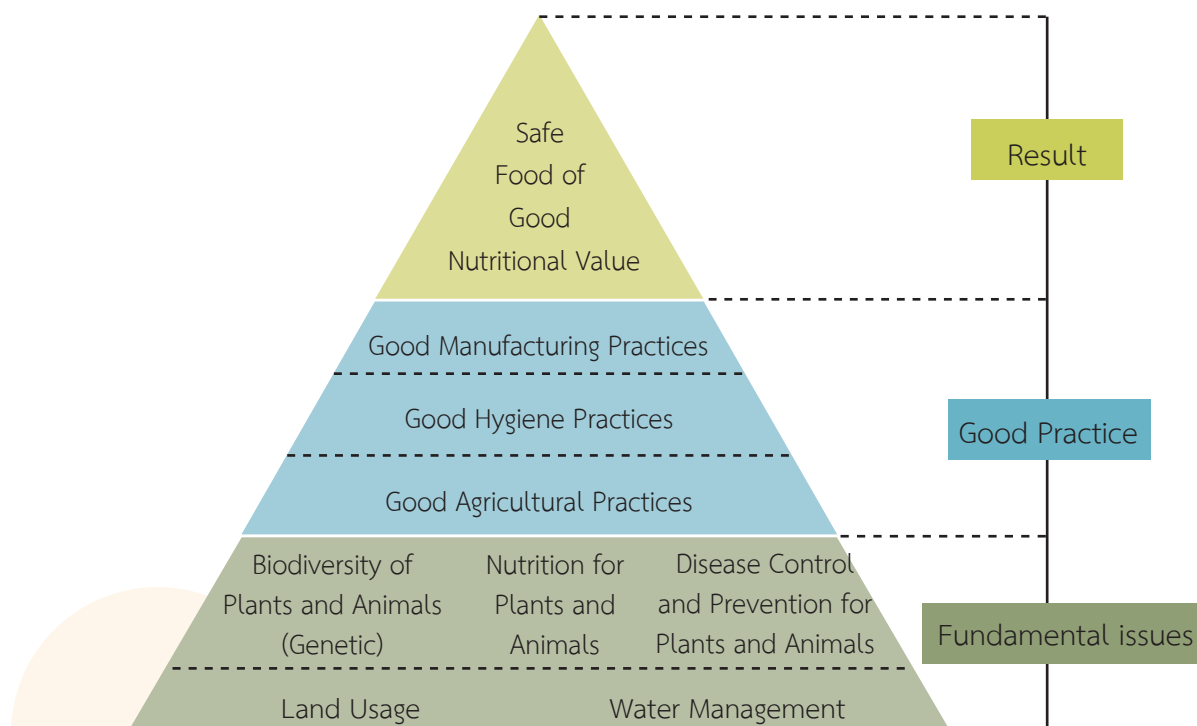 Safe
Food of
Good
Nutritional Value
Result
Good Manufacturing Practices
Good Hygiene Practices
Good Agricultural Practices
Good Practice
Biodiversity of
Plants and Animals
(Genetic)
Nutrition for
Plants and
Animals
Disease Control
and Prevention for
Plants and Animals
Fundamental issues
Land Usage
Water Management